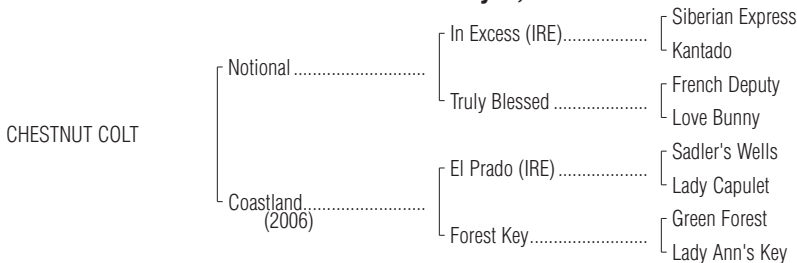 Siberian Express
In Excess (IRE)..................
Kantado
Notional ...........................
French Deputy
Truly Blessed ....................
Love Bunny
CHESTNUT COLT
Sadler's Wells
El Prado (IRE) ...................
Lady Capulet
Coastland..........................
(2006)
Green Forest
Forest Key.........................
Lady Ann's Key